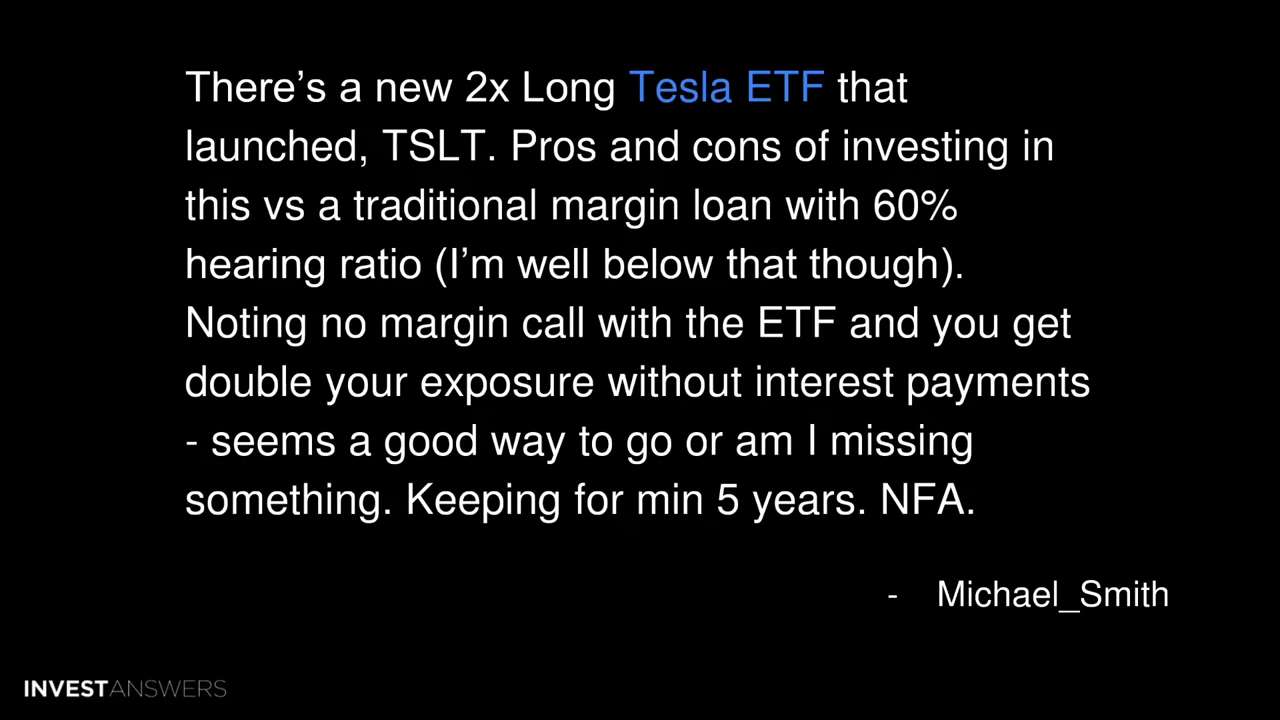 There’s a new 2x Long Tesla ETF that
launched, TSLT. Pros and cons of investing in
this vs a traditional margin loan with 60%
hearing ratio (I’m well below that though).
Noting no margin call with the ETF and you get
double your exposure without interest payments
- seems a good way to go or am I missing
something. Keeping for min 5 years. NFA.
- Michael_Smith
INVESTANSWERS